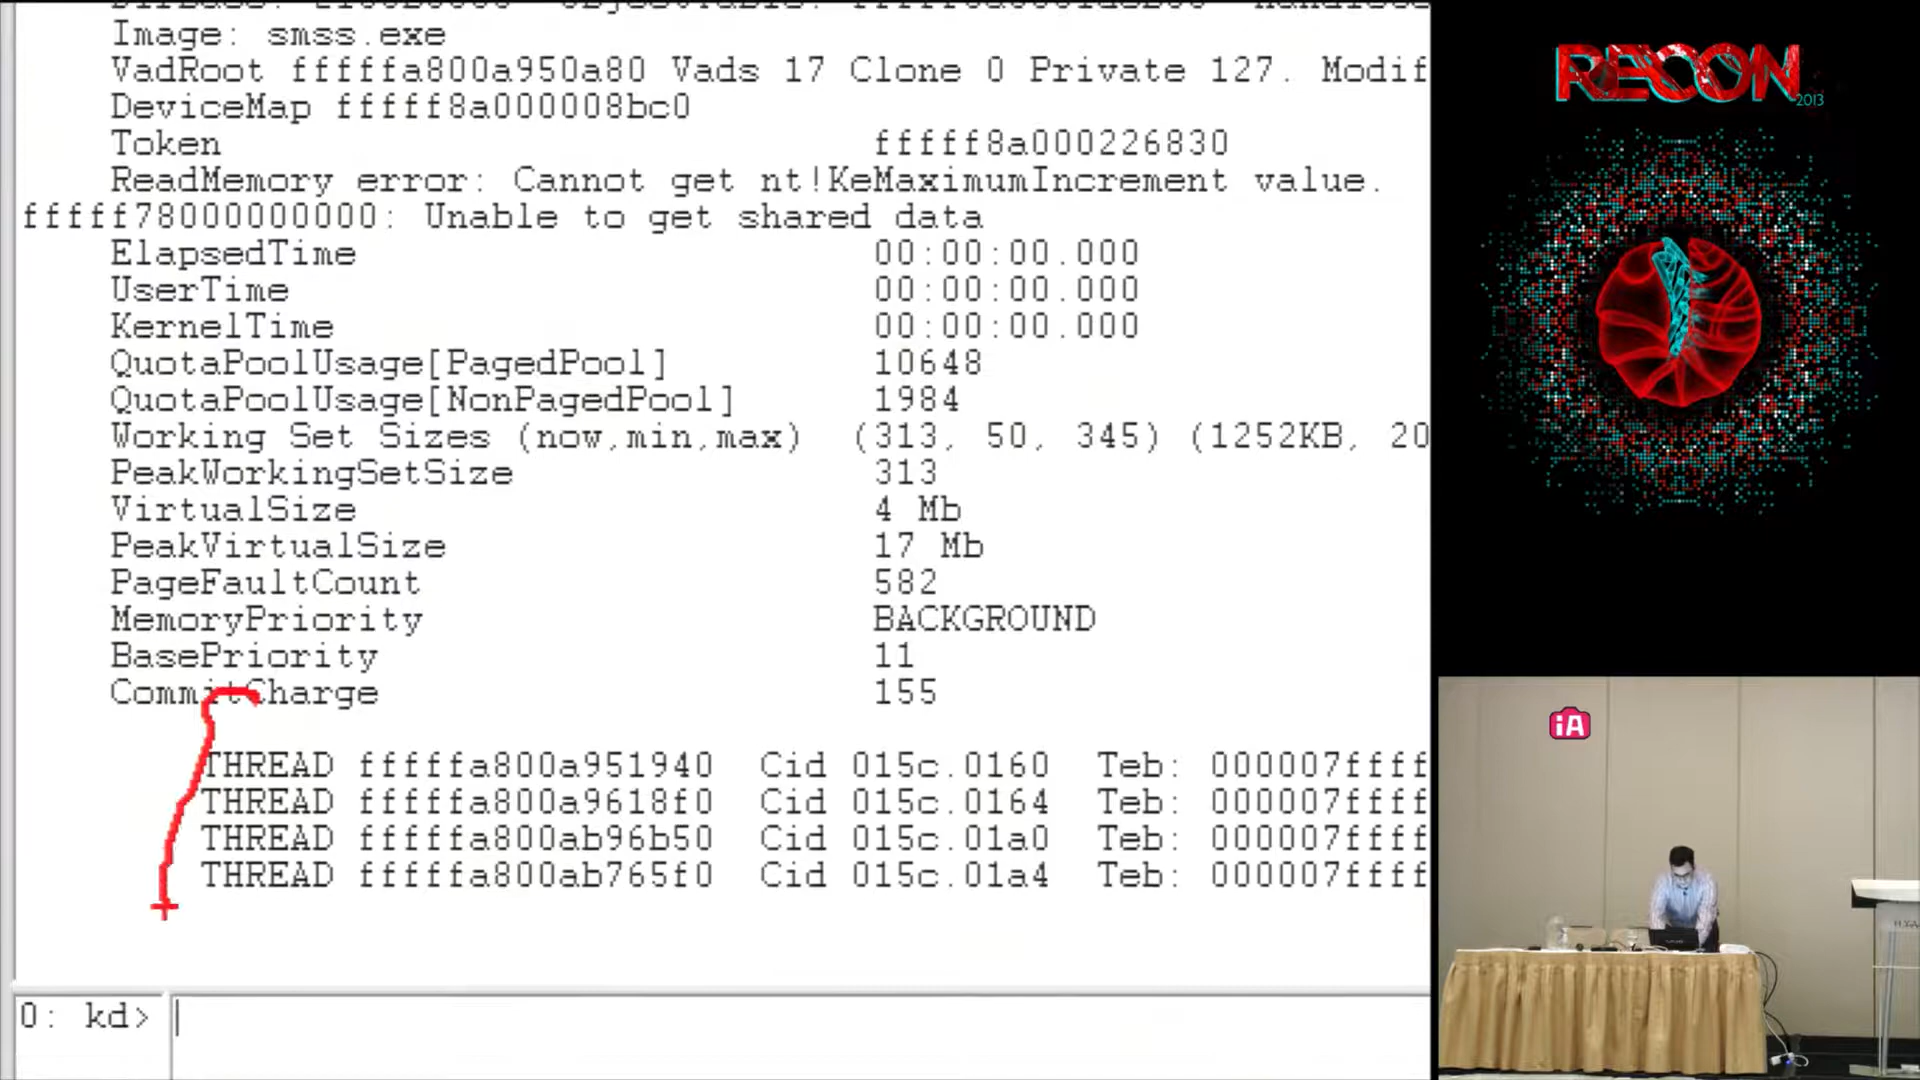 Image: smss.exe
VadRoot fffffa800a950a80 Vads 17 Clone 0 Private 127. Modif
DeviceMap fffff8a000008bc0
Token fffff8a000226830
ReadMemory error: Cannot get nt!KeMaximumIncrement value.
fffff78000000000: Unable to get shared data
ElapsedTime 00:00:00.000
UserTime 00:00:00.000
KernelTime 00:00:00.000
QuotaPoolUsage[PagedPool] 10648
QuotaPoolUsage[NonPagedPool] 1984
Working Set Sizes (now,min,max) (313, 50, 345) (1252KB, 20
PeakWorkingSetSize 313
VirtualSize 4 Mb
PeakVirtualSize 17 Mb
PageFaultCount 582
MemoryPriority BACKGROUND
BasePriority 11
CommitCharge 155
THREAD fffffa800a951940 Cid 015c.0160 Teb: 000007ffff
THREAD fffffa800a9618f0 Cid 015c.0164 Teb: 000007ffff
THREAD fffffa800ab96b50 Cid 015c.01a0 Teb: 000007ffff
THREAD fffffa800ab765f0 Cid 015c.01a4 Teb: 000007ffff
0: kd>
RECON
2013
iA